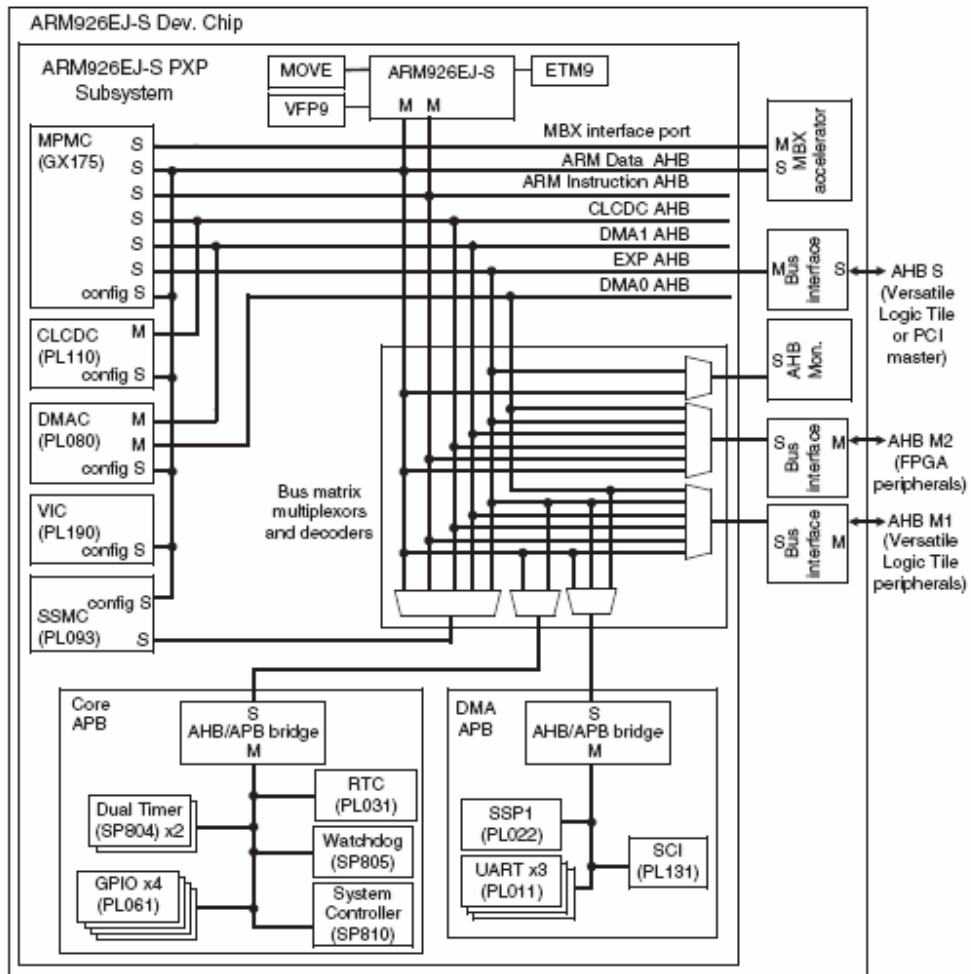 ARM926EJ-S Dev. Chip
ARM926EJ-S PXP
Subsystem
MOVE
VFP9
ARM926EJ-S
M M
ETM9
MPMC
(GX175)
S
S
S
S
S
S
config S
MBX interface port
ARM Data AHB
ARM Instruction AHB
CLCDC AHB
DMA1 AHB
EXP AHB
DMA0 AHB
M
S
MBX
accelerator
M
Bus
interface
S
AHB S
(Versatile
Logic Tile
or PCI
master)
CLCDC
(PL110)
M
config S
S
AHB
Mon.
DMAC
(PL080)
M
M
config S
S
Bus
interface
M
AHB M2
(FPGA
peripherals)
VIC
(PL190)
config S
Bus matrix
multiplexors
and decoders
S
Bus
interface
M
AHB M1
(Versatile
Logic Tile
peripherals)
SSMC
(PL093)
config S
S
Core
APB
S
AHB/APB bridge
M
RTC
(PL031)
Dual Timer
(SP804) x2
Watchdog
(SP805)
GPIO x4
(PL061)
System
Controller
(SP810)
DMA
APB
S
AHB/APB bridge
M
SSP1
(PL022)
SCI
(PL131)
UART x3
(PL011)